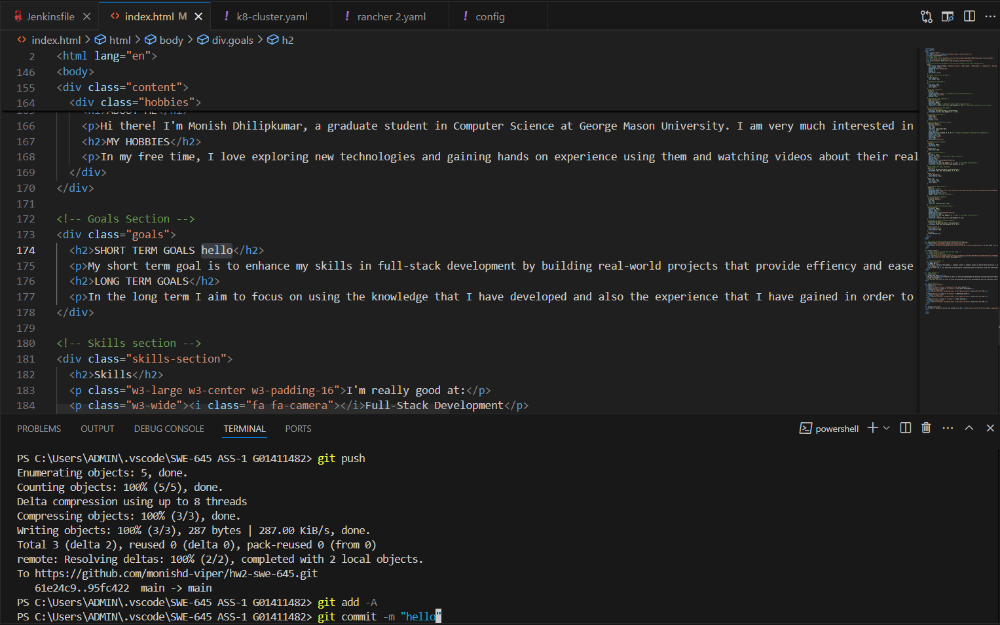 Jenkinsfile index.html M k8-cluster.yaml rancher 2.yaml config
index.html > html > body > div.goals > h2
2 <html lang="en">
146 <body>
155 <div class="content">
164 <div class="hobbies">
<h1>ABOUT ME</h1>
166 <p>Hi there! I'm Monish Dhilipkumar, a graduate student in Computer Science at George Mason University. I am very much interested in
167 <h2>MY HOBBIES</h2>
168 <p>In my free time, I love exploring new technologies and gaining hands on experience using them and watching videos about their real
169 </div>
170 </div>
171
172 <!-- Goals Section -->
173 <div class="goals">
174 <h2>SHORT TERM GOALS hello</h2>
175 <p>My short term goal is to enhance my skills in full-stack development by building real-world projects that provide effiency and ease
176 <h2>LONG TERM GOALS</h2>
177 <p>In the long term I aim to focus on using the knowledge that I have developed and also the experience that I have gained in order to
178 </div>
179
180 <!-- Skills section -->
181 <div class="skills-section">
182 <h2>Skills</h2>
183 <p class="w3-large w3-center w3-padding-16">I'm really good at:</p>
184 <p class="w3-wide"><i class="fa fa-camera"></i>Full-Stack Development</p>
PROBLEMS OUTPUT DEBUG CONSOLE TERMINAL PORTS powershell
PS C:\Users\ADMIN\.vscode\SWE-645 ASS-1 G01411482> git push
Enumerating objects: 5, done.
Counting objects: 100% (5/5), done.
Delta compression using up to 8 threads
Compressing objects: 100% (3/3), done.
Writing objects: 100% (3/3), 287 bytes | 287.00 KiB/s, done.
Total 3 (delta 2), reused 0 (delta 0), pack-reused 0 (from 0)
remote: Resolving deltas: 100% (2/2), completed with 2 local objects.
To https://github.com/monishd-viper/hw2-swe-645.git
61e24c9..95fc422 main -> main
PS C:\Users\ADMIN\.vscode\SWE-645 ASS-1 G01411482> git add -A
PS C:\Users\ADMIN\.vscode\SWE-645 ASS-1 G01411482> git commit -m "hello"